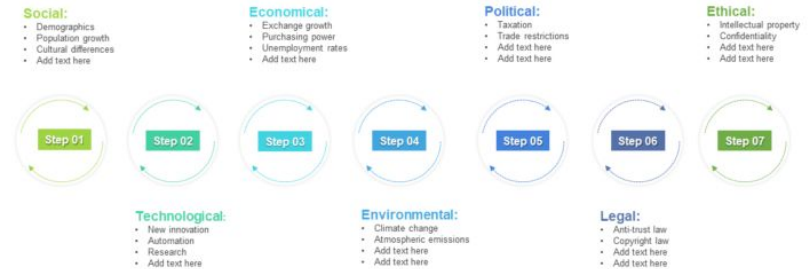 Social:
• Demographics
• Population growth
• Cultural differences
• Add text here
Economical:
• Exchange growth
• Purchasing power
• Unemployment rates
• Add text here
Political:
• Taxation
• Trade restrictions
• Add text here
• Add text here
Ethical:
• Intellectual property
• Confidentiality
• Add text here
• Add text here
Step 01
Step 02
Step 03
Step 04
Step 05
Step 06
Step 07
Technological:
• New innovation
• Automation
• Research
• Add text here
Environmental:
• Climate change
• Atmospheric emissions
• Add text here
• Add text here
Legal:
• Anti-trust law
• Copyright law
• Add text here
• Add text here